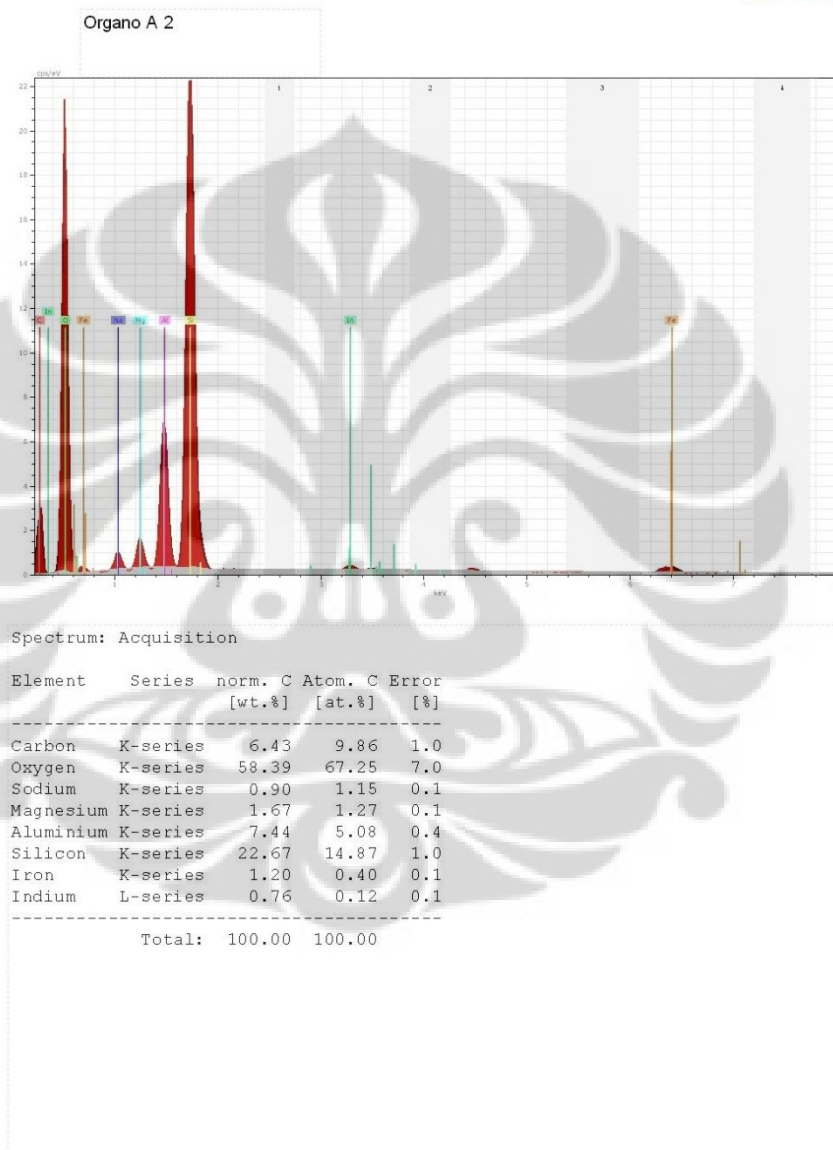 Organo A 2
cps/eV
1 2 3 4
22
20
18
16
14
12
10
8
6
4
2
0
In
C O Fe Na Mg Al Si In Fe
1 2 3 4 5 6 7
keV
Spectrum: Acquisition
Element Series norm. C Atom. C Error
[wt.%] [at.%] [%]
---------------------------------------------
Carbon K-series 6.43 9.86 1.0
Oxygen K-series 58.39 67.25 7.0
Sodium K-series 0.90 1.15 0.1
Magnesium K-series 1.67 1.27 0.1
Aluminium K-series 7.44 5.08 0.4
Silicon K-series 22.67 14.87 1.0
Iron K-series 1.20 0.40 0.1
Indium L-series 0.76 0.12 0.1
---------------------------------------------
Total: 100.00 100.00